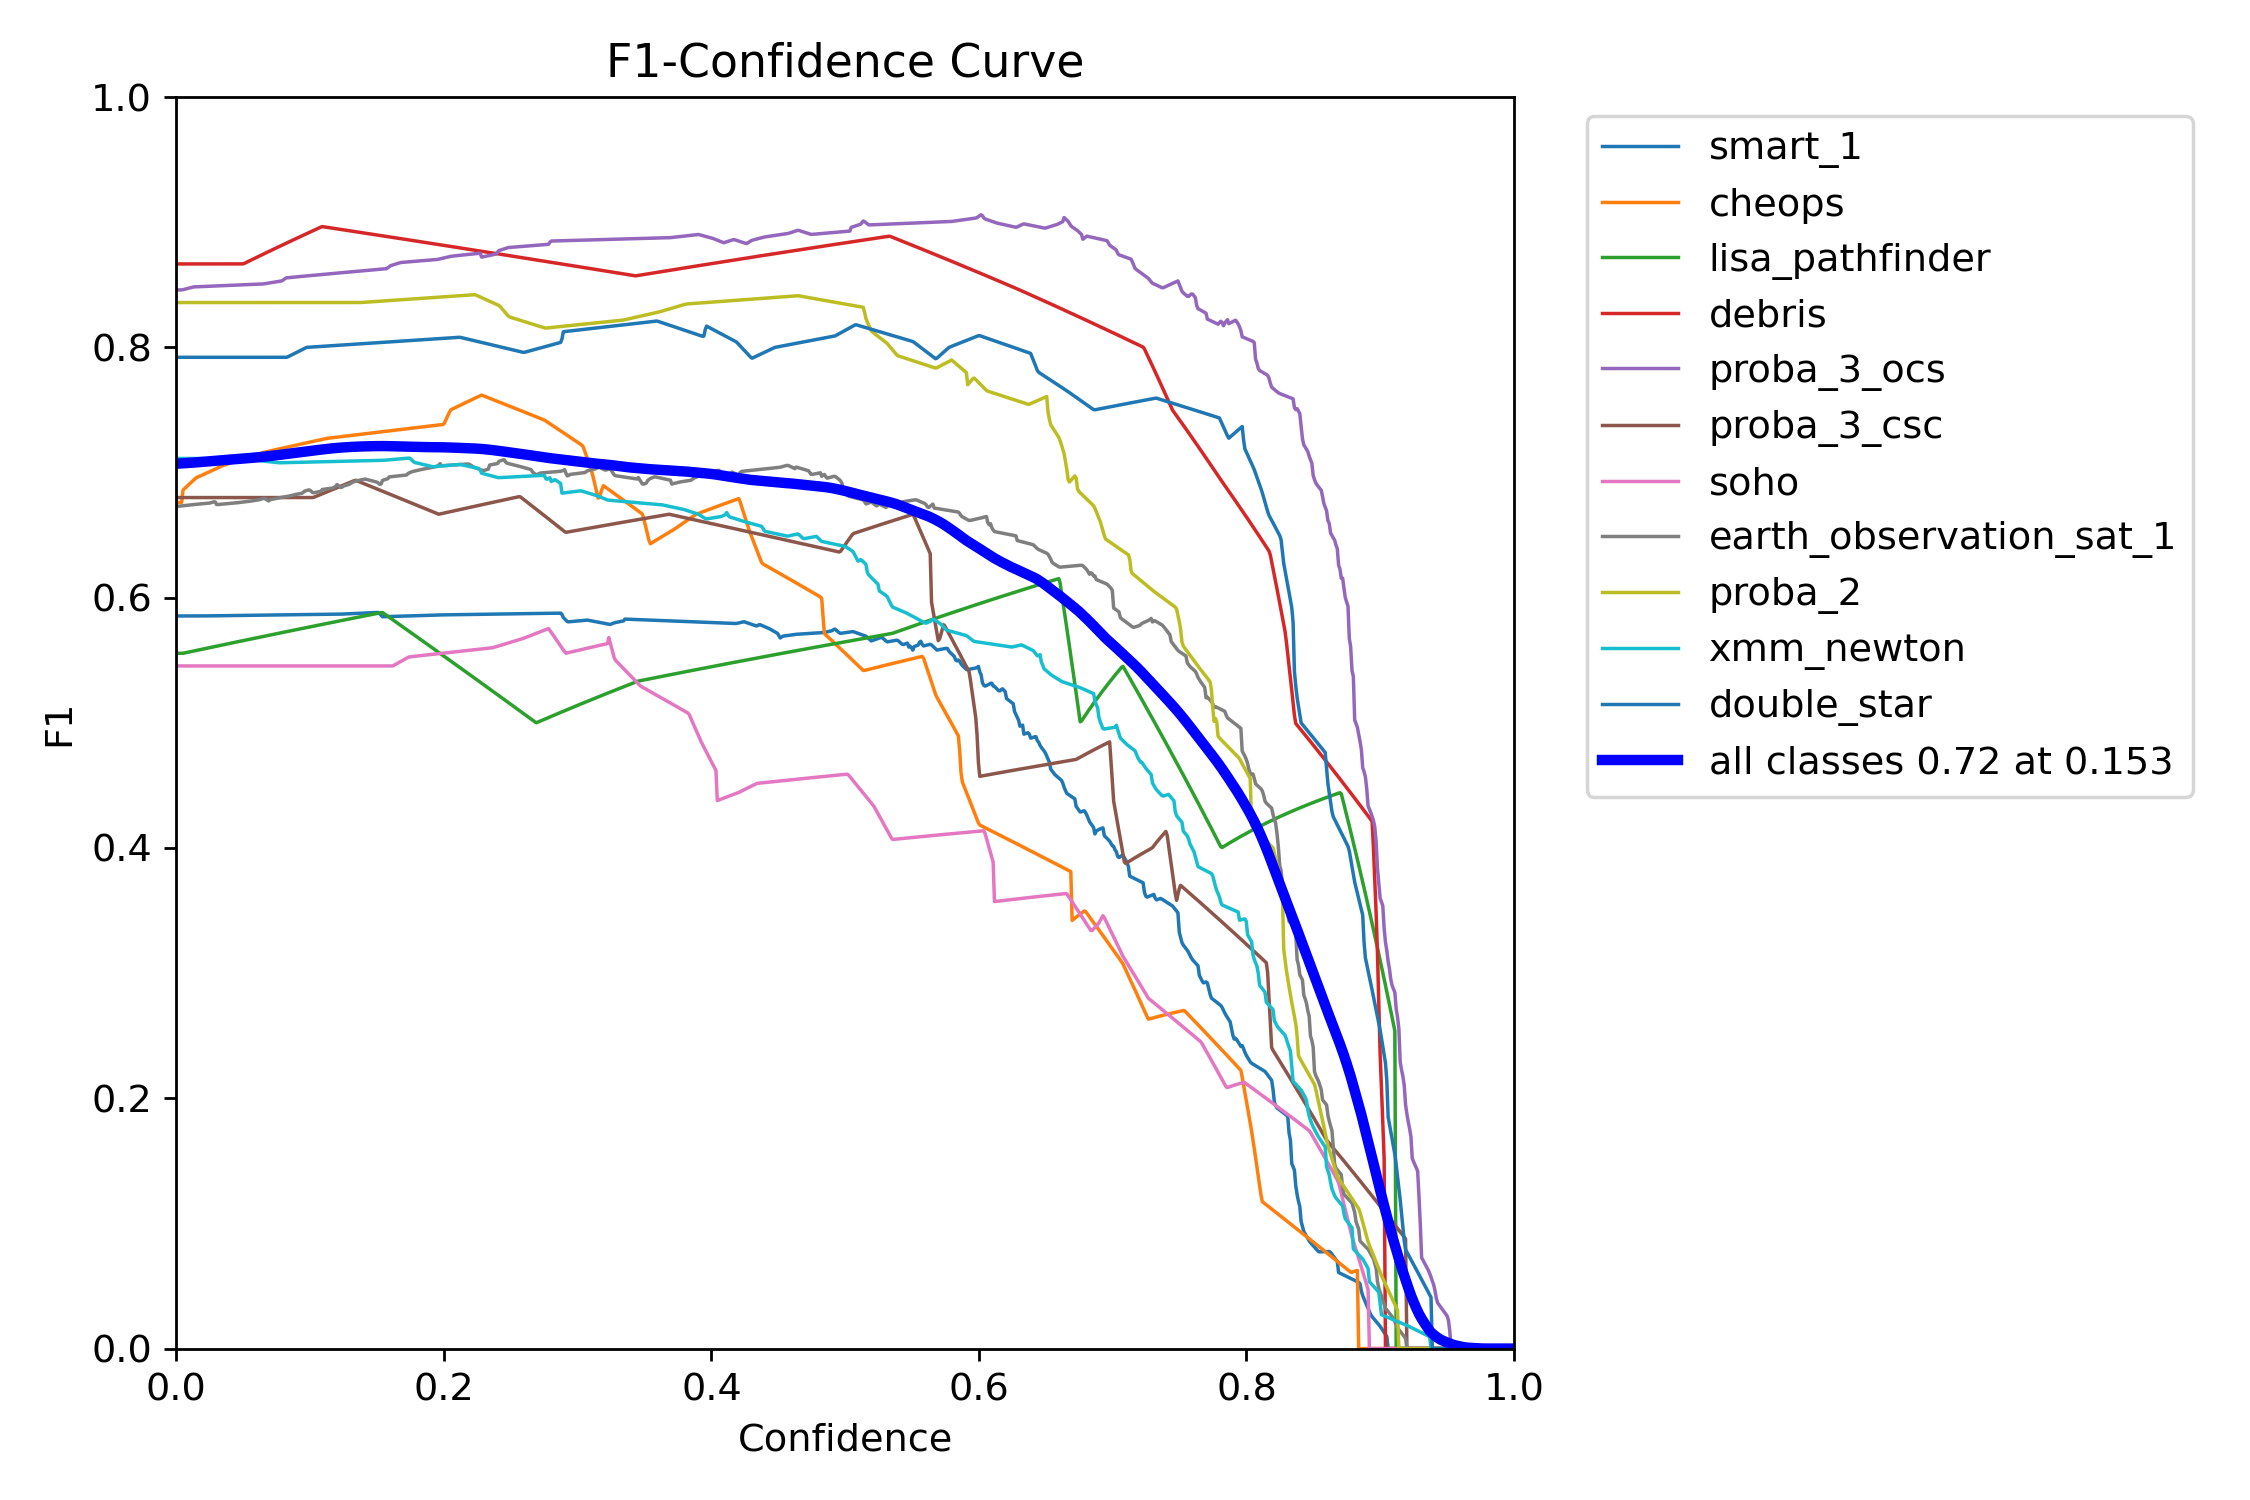 F1-Confidence Curve
1.0
0.8
0.6
0.4
0.2
0.0
F1
0.0 0.2 0.4 0.6 0.8 1.0
Confidence
smart_1
cheops
lisa_pathfinder
debris
proba_3_ocs
proba_3_csc
soho
earth_observation_sat_1
proba_2
xmm_newton
double_star
all classes 0.72 at 0.153